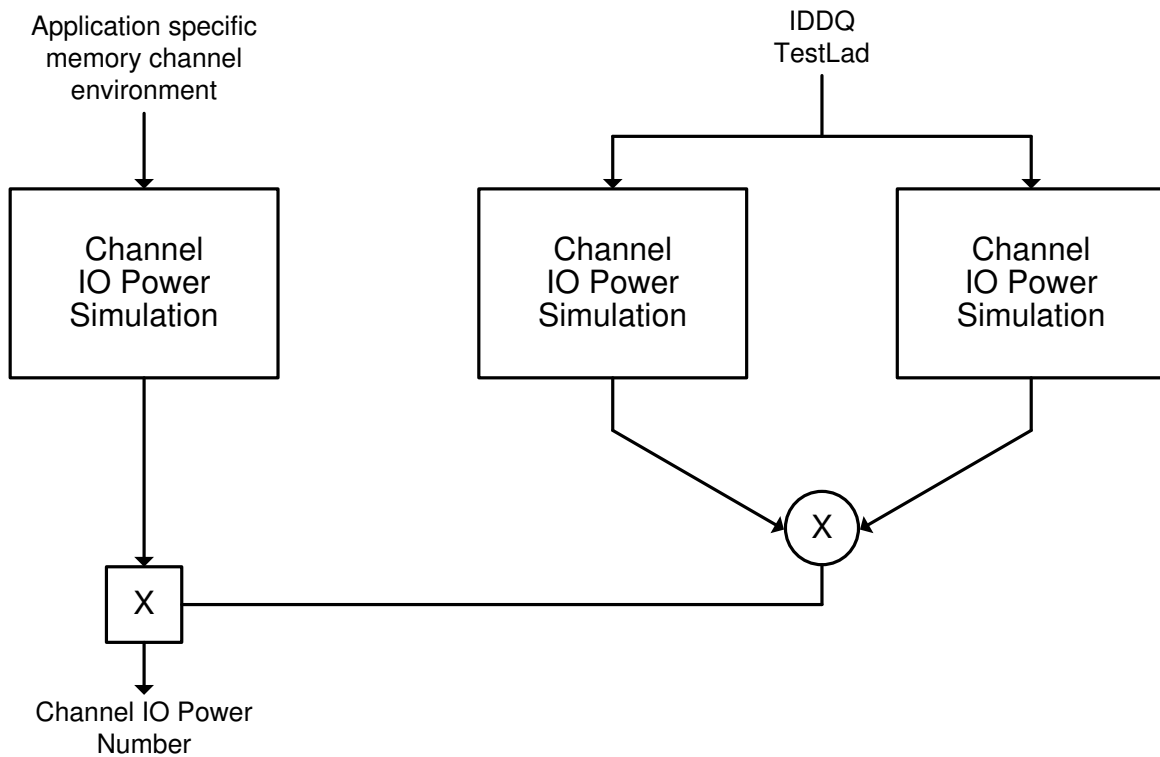 Application specific
memory channel
environment
IDDQ
TestLad
Channel
IO Power
Simulation
Channel
IO Power
Simulation
Channel
IO Power
Simulation
X
X
Channel IO Power
Number